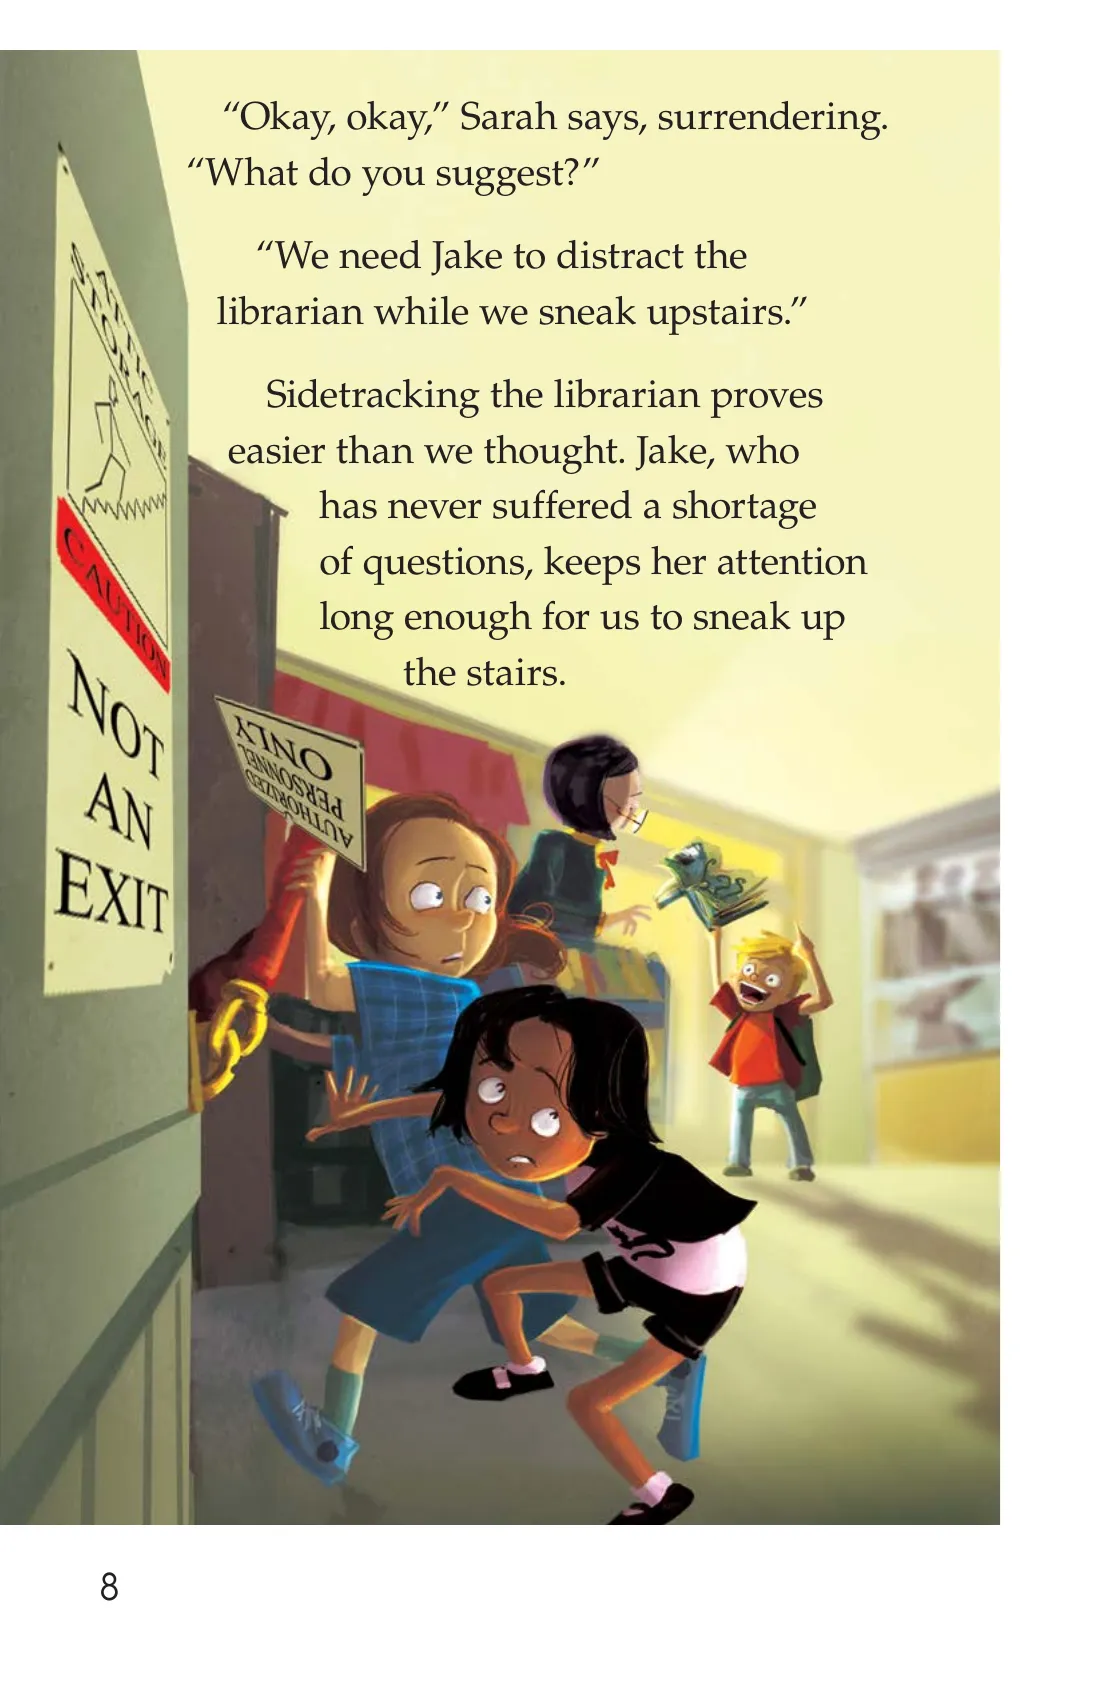 “Okay, okay,” Sarah says, surrendering.
“What do you suggest?”
“We need Jake to distract the
librarian while we sneak upstairs.”
Sidetracking the librarian proves
easier than we thought. Jake, who
has never suffered a shortage
of questions, keeps her attention
long enough for us to sneak up
the stairs.
ATTIC
STORAGE
CAUTION
NOT
AN
EXIT
AUTHORIZED
PERSONNEL
ONLY
8